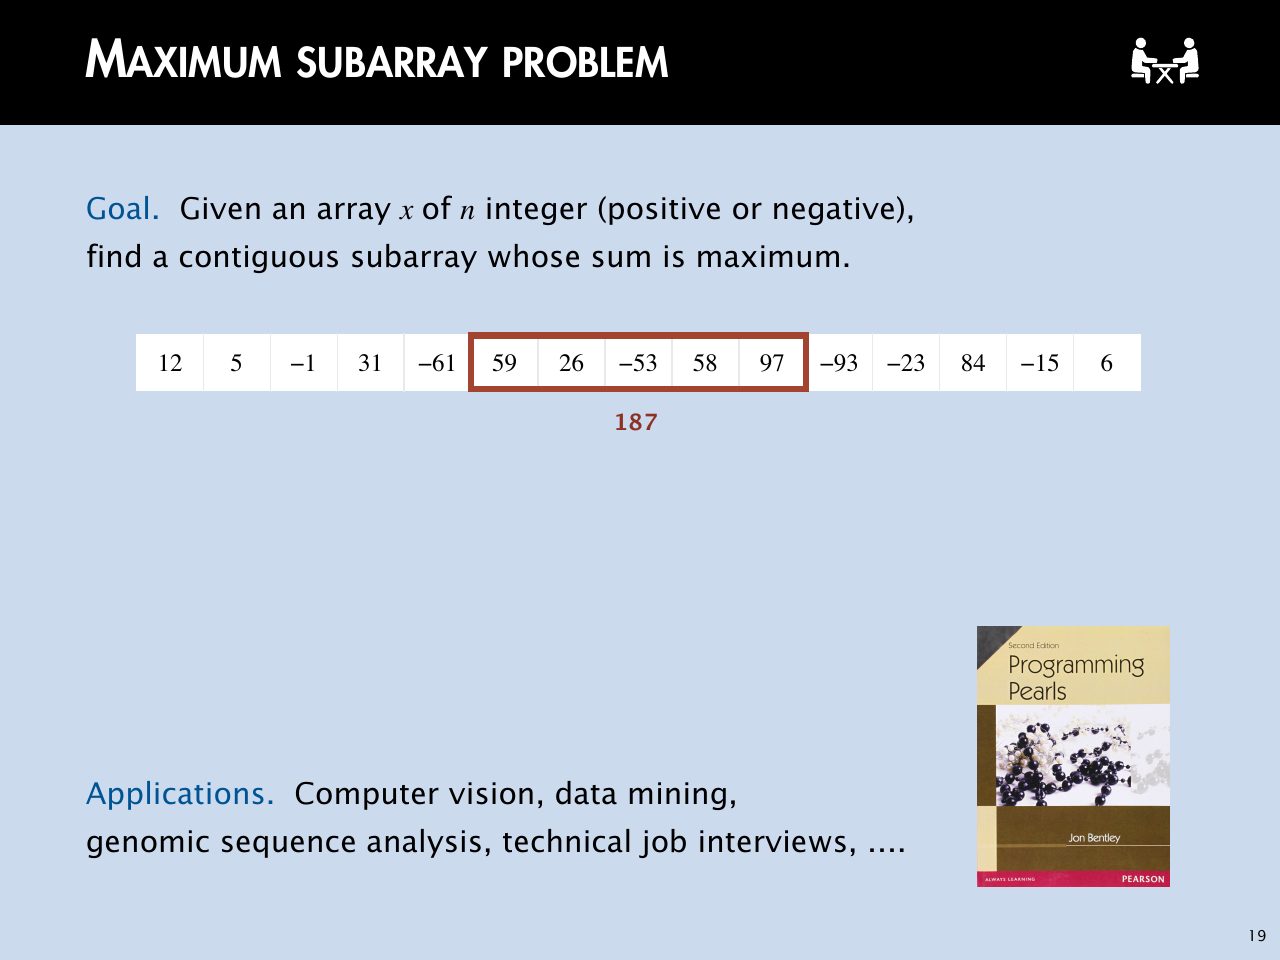 MAXIMUM SUBARRAY PROBLEM
Goal. Given an array x of n integer (positive or negative),
find a contiguous subarray whose sum is maximum.
12 5 −1 31 −61 59 26 −53 58 97 −93 −23 84 −15 6
187
Second Edition
Programming
Pearls
Jon Bentley
ALWAYS LEARNING PEARSON
Applications. Computer vision, data mining,
genomic sequence analysis, technical job interviews, ....
19